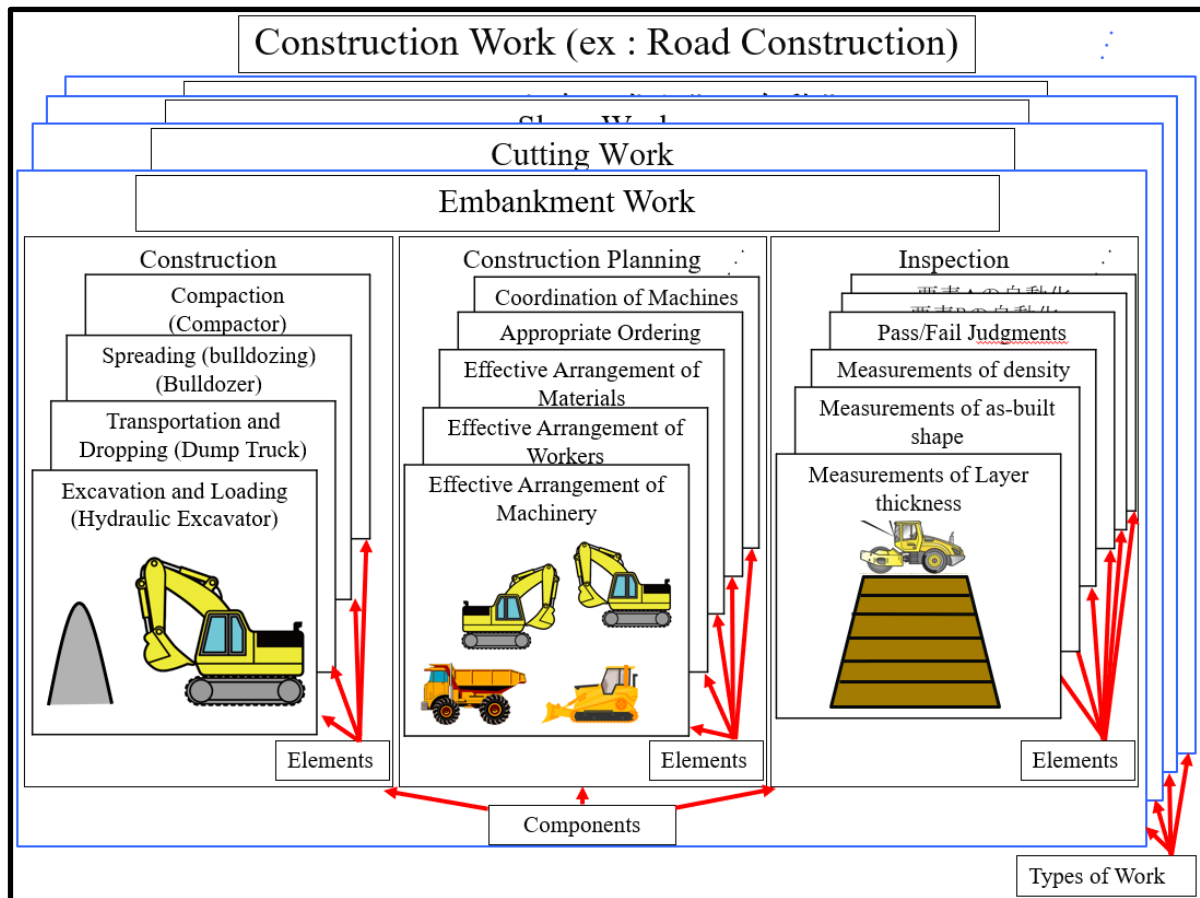 Construction Work (ex : Road Construction)
Cutting Work
Embankment Work
Construction
Compaction
(Compactor)
Spreading (bulldozing)
(Bulldozer)
Transportation and
Dropping (Dump Truck)
Excavation and Loading
(Hydraulic Excavator)
Elements
Construction Planning
Coordination of Machines
Appropriate Ordering
Effective Arrangement of
Materials
Effective Arrangement of
Workers
Effective Arrangement of
Machinery
Elements
Inspection
Pass/Fail Judgments
Measurements of density
Measurements of as-built
shape
Measurements of Layer
thickness
Elements
Components
Types of Work